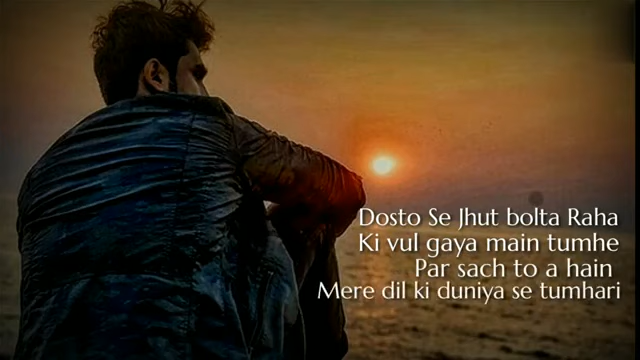 Dosto Se Jhut bolta Raha
Ki vul gaya main tumhe
Par sach to a hain
Mere dil ki duniya se tumhari